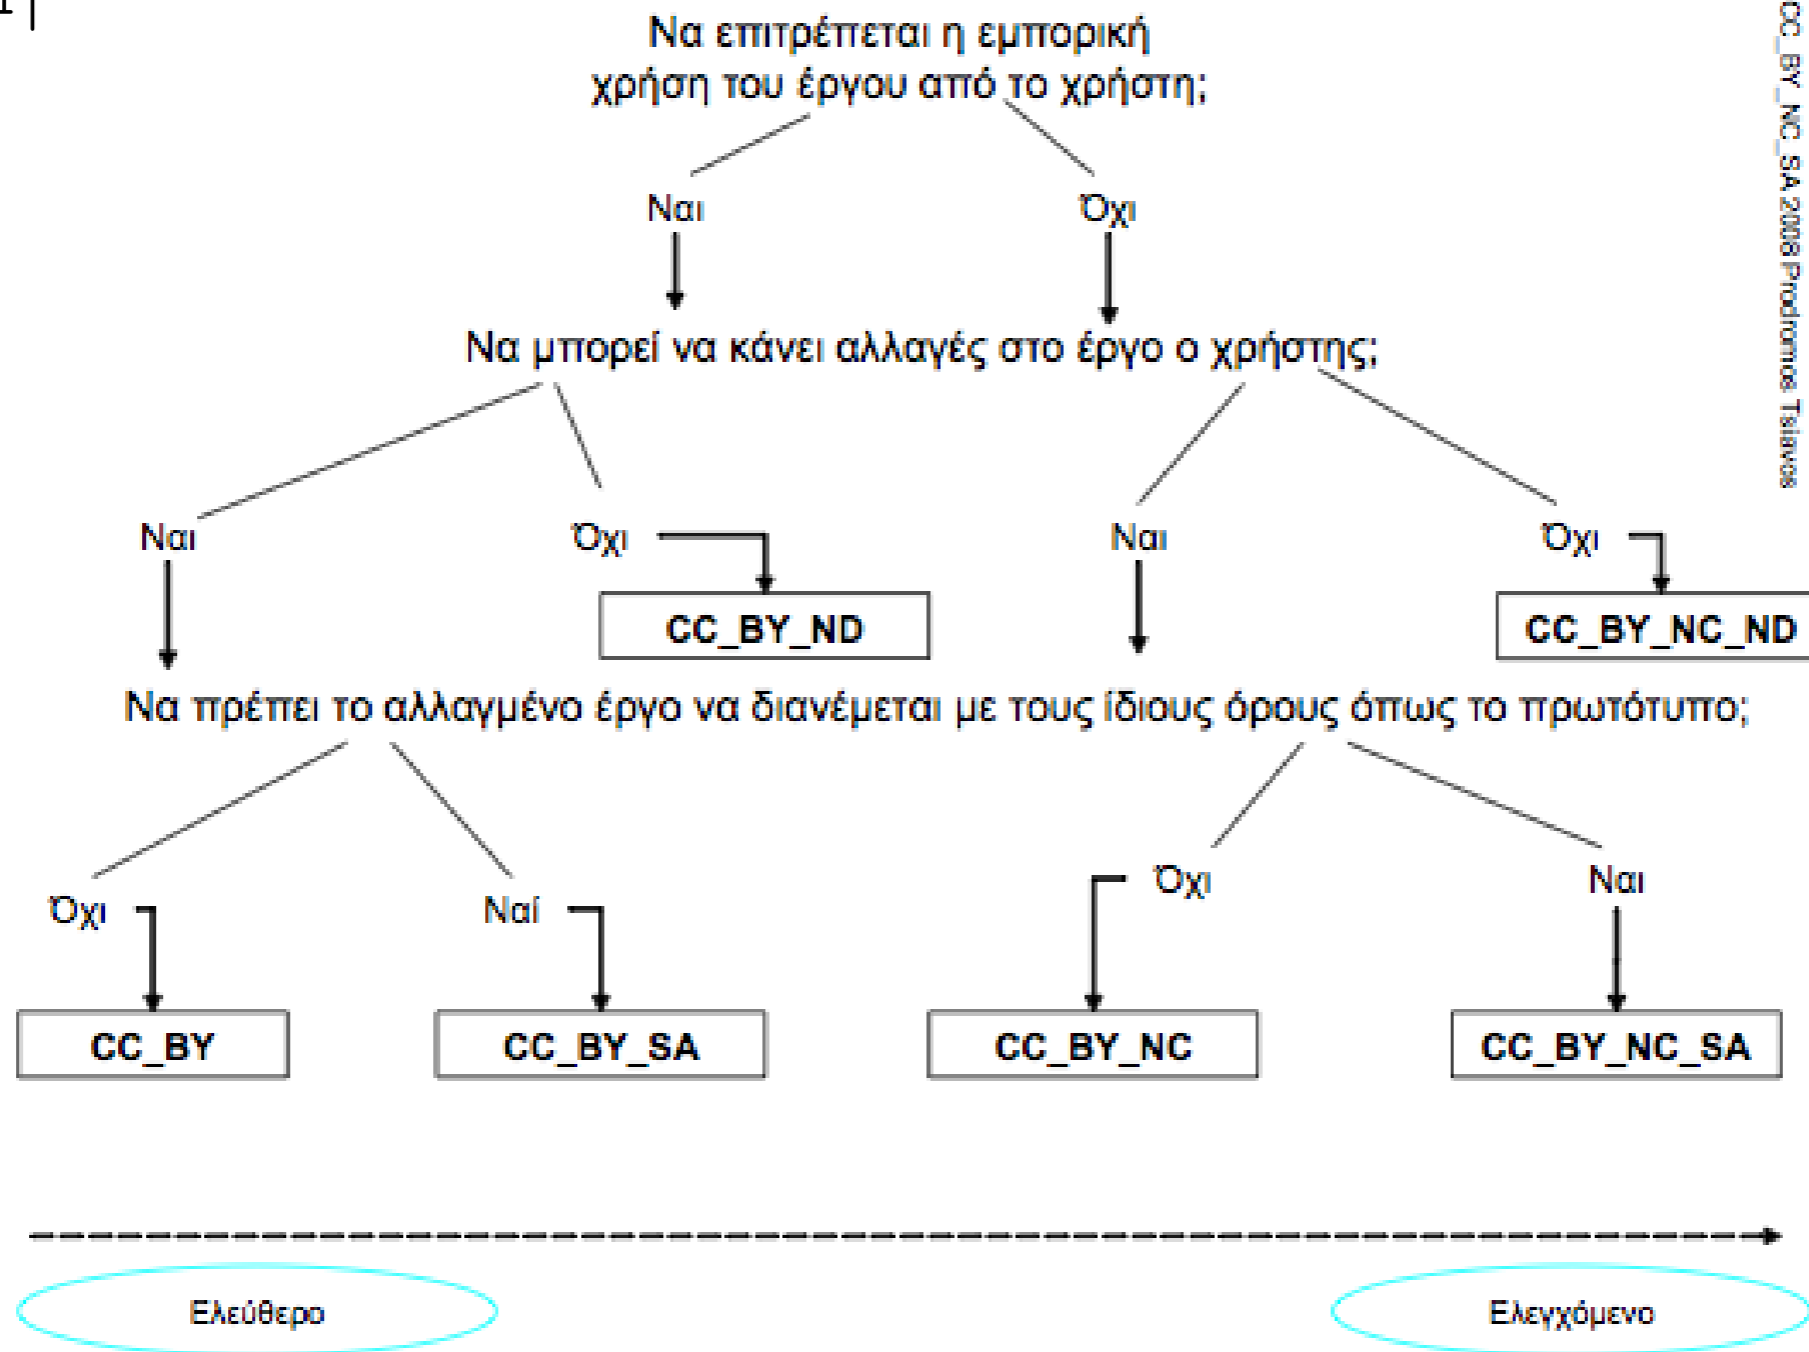 Να επιτρέπεται η εμπορική
χρήση του έργου από το χρήστη;
Ναι
Όχι
Να μπορεί να κάνει αλλαγές στο έργο ο χρήστης;
Ναι
Όχι
Ναι
Όχι
CC_BY_ND
CC_BY_NC_ND
Να πρέπει το αλλαγμένο έργο να διανέμεται με τους ίδιους όρους όπως το πρωτότυπο;
Όχι
Ναί
Όχι
Ναι
CC_BY
CC_BY_SA
CC_BY_NC
CC_BY_NC_SA
Ελεύθερο
Ελεγχόμενο
CC_BY_NC_SA 2008 Prodromos Tsiavos